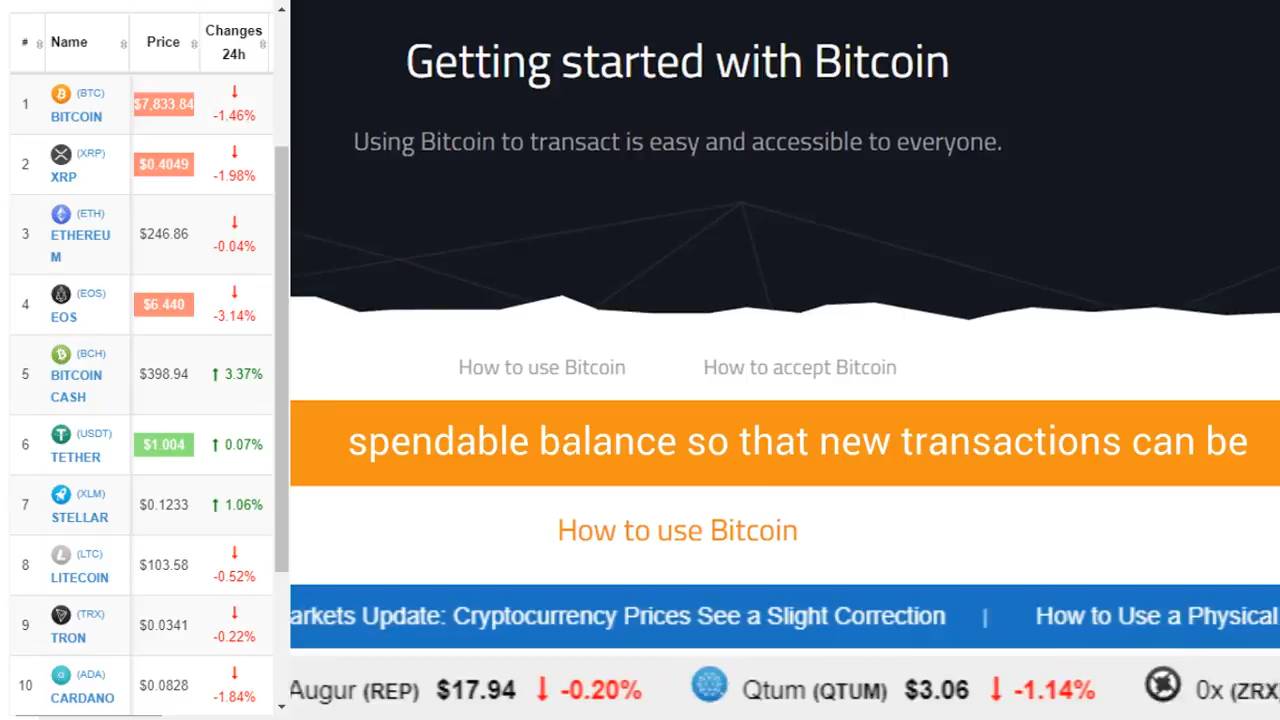 # Name Price Changes 24h
1 (BTC) BITCOIN $7,833.84 -1.46%
2 (XRP) XRP $0.4049 -1.98%
3 (ETH) ETHEREUM $246.86 -0.04%
4 (EOS) EOS $6.440 -3.14%
5 (BCH) BITCOIN CASH $398.94 3.37%
6 (USDT) TETHER $1.004 0.07%
7 (XLM) STELLAR $0.1233 1.06%
8 (LTC) LITECOIN $103.58 -0.52%
9 (TRX) TRON $0.0341 -0.22%
10 (ADA) CARDANO $0.0828 -1.84%
Getting started with Bitcoin
Using Bitcoin to transact is easy and accessible to everyone.
How to use Bitcoin How to accept Bitcoin
spendable balance so that new transactions can be
How to use Bitcoin
arkets Update: Cryptocurrency Prices See a Slight Correction | How to Use a Physical
Augur (REP) $17.94 -0.20% Qtum (QTUM) $3.06 -1.14% 0x (ZRX